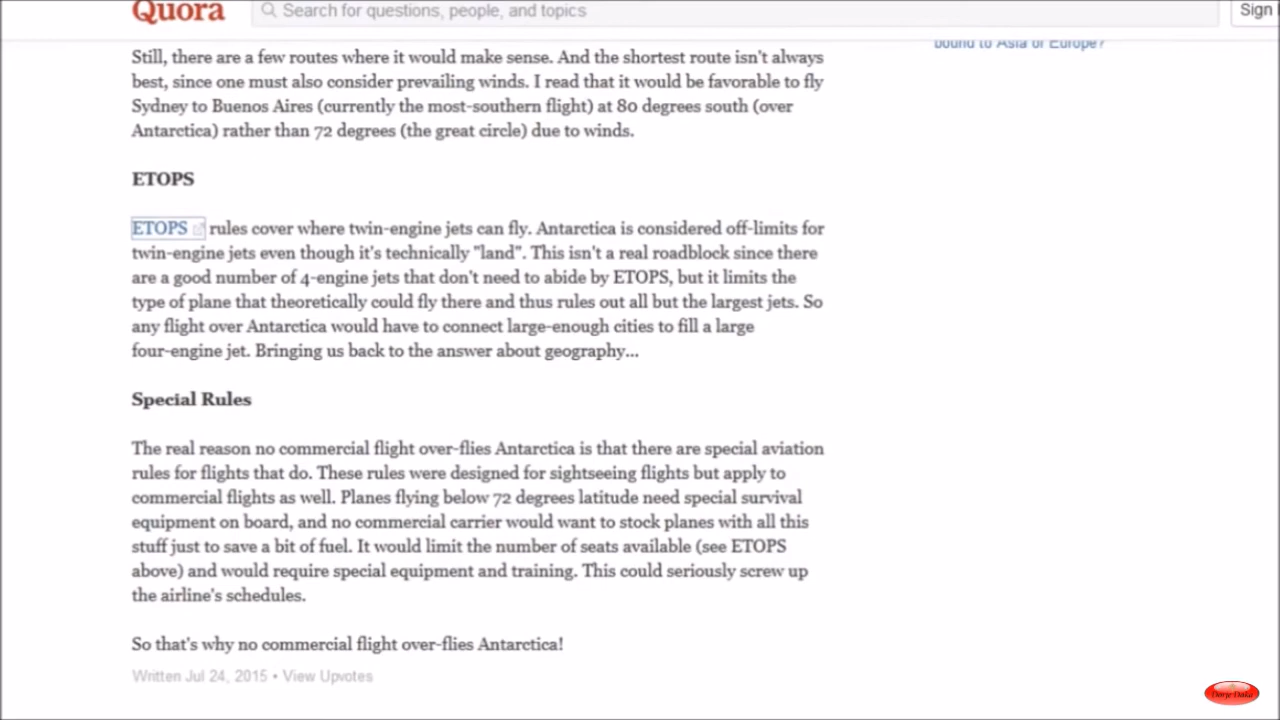 Quora
Search for questions, people, and topics
Sign
bound to Asia or Europe?
Still, there are a few routes where it would make sense. And the shortest route isn't always
best, since one must also consider prevailing winds. I read that it would be favorable to fly
Sydney to Buenos Aires (currently the most-southern flight) at 80 degrees south (over
Antarctica) rather than 72 degrees (the great circle) due to winds.
ETOPS
ETOPS rules cover where twin-engine jets can fly. Antarctica is considered off-limits for
twin-engine jets even though it's technically "land". This isn't a real roadblock since there
are a good number of 4-engine jets that don't need to abide by ETOPS, but it limits the
type of plane that theoretically could fly there and thus rules out all but the largest jets. So
any flight over Antarctica would have to connect large-enough cities to fill a large
four-engine jet. Bringing us back to the answer about geography...
Special Rules
The real reason no commercial flight over-flies Antarctica is that there are special aviation
rules for flights that do. These rules were designed for sightseeing flights but apply to
commercial flights as well. Planes flying below 72 degrees latitude need special survival
equipment on board, and no commercial carrier would want to stock planes with all this
stuff just to save a bit of fuel. It would limit the number of seats available (see ETOPS
above) and would require special equipment and training. This could seriously screw up
the airline's schedules.
So that's why no commercial flight over-flies Antarctica!
Written Jul 24, 2015 • View Upvotes